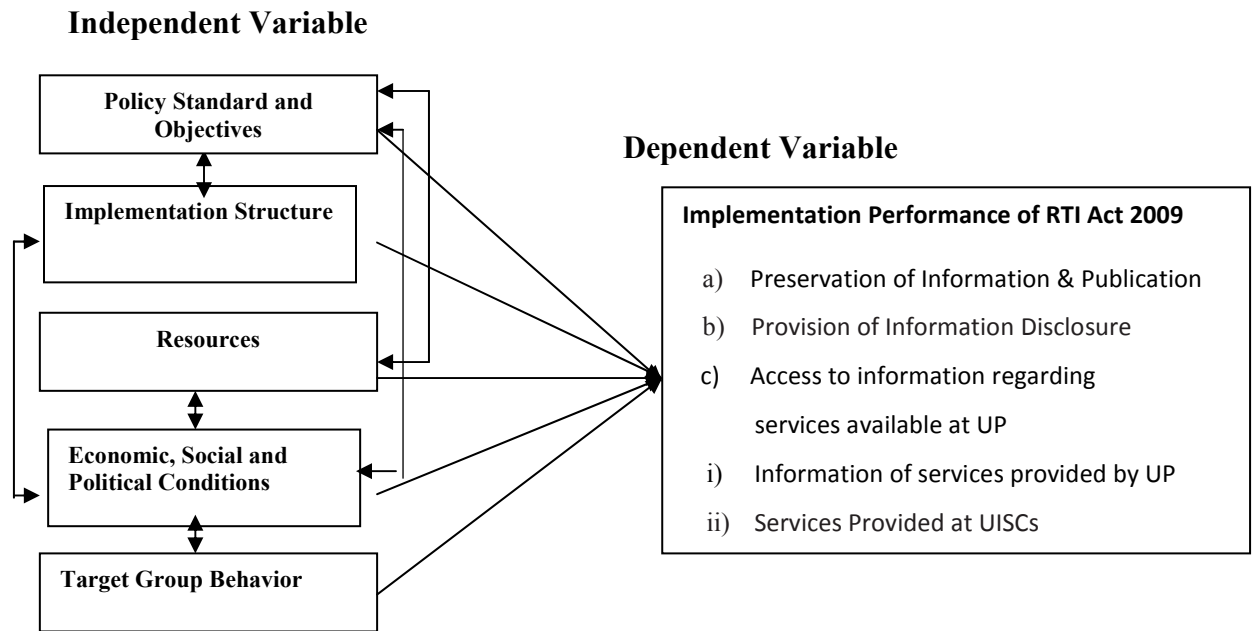 Independent Variable
Policy Standard and
Objectives
Implementation Structure
Resources
Economic, Social and
Political Conditions
Target Group Behavior
Dependent Variable
Implementation Performance of RTI Act 2009
a) Preservation of Information & Publication
b) Provision of Information Disclosure
c) Access to information regarding
services available at UP
i) Information of services provided by UP
ii) Services Provided at UISCs